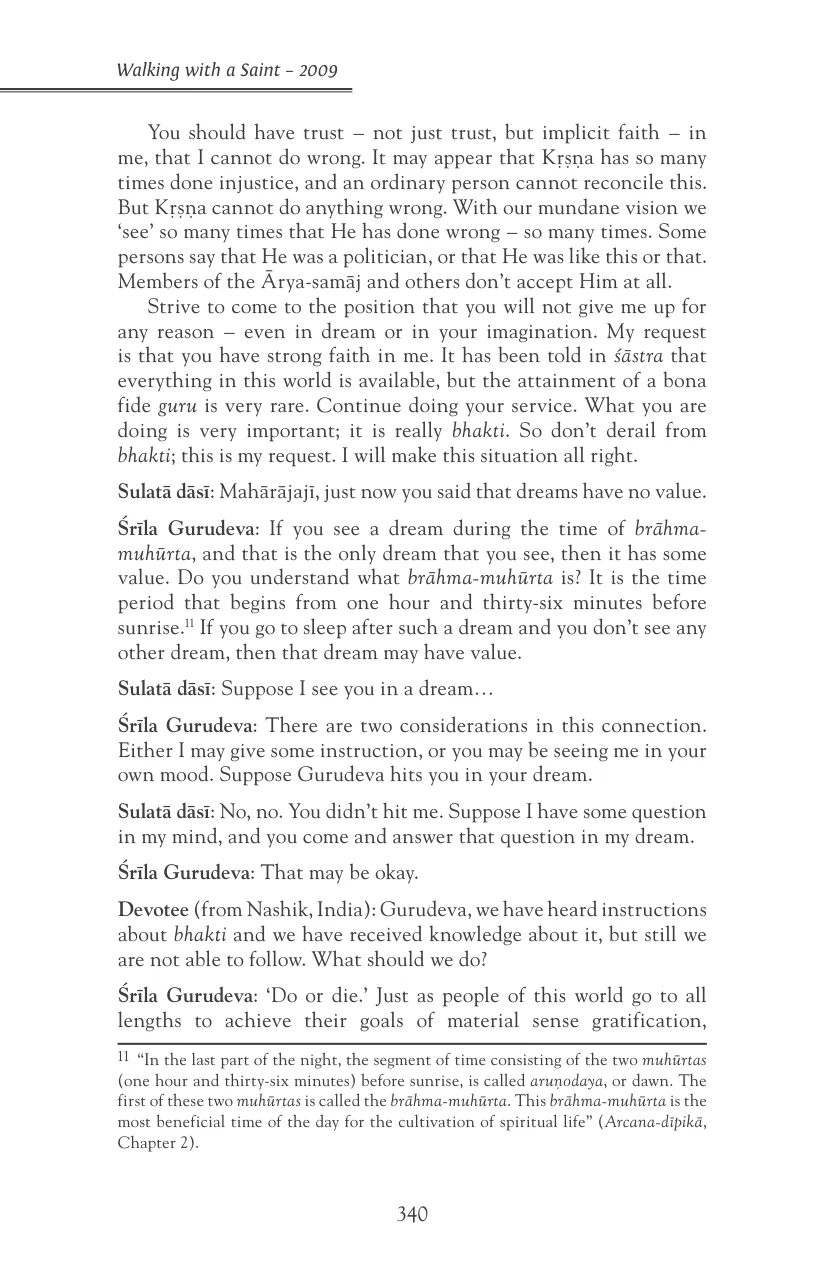 Walking with a Saint – 2009
You should have trust – not just trust, but implicit faith – in
me, that I cannot do wrong. It may appear that Kṛṣṇa has so many
times done injustice, and an ordinary person cannot reconcile this.
But Kṛṣṇa cannot do anything wrong. With our mundane vision we
‘see’ so many times that He has done wrong – so many times. Some
persons say that He was a politician, or that He was like this or that.
Members of the Ārya-samāj and others don’t accept Him at all.
Strive to come to the position that you will not give me up for
any reason – even in dream or in your imagination. My request
is that you have strong faith in me. It has been told in śāstra that
everything in this world is available, but the attainment of a bona
fide guru is very rare. Continue doing your service. What you are
doing is very important; it is really bhakti. So don’t derail from
bhakti; this is my request. I will make this situation all right.
Sulatā dāsī: Mahārājajī, just now you said that dreams have no value.
Śrīla Gurudeva: If you see a dream during the time of brāhma-
muhūrta, and that is the only dream that you see, then it has some
value. Do you understand what brāhma-muhūrta is? It is the time
period that begins from one hour and thirty-six minutes before
sunrise.11 If you go to sleep after such a dream and you don’t see any
other dream, then that dream may have value.
Sulatā dāsī: Suppose I see you in a dream…
Śrīla Gurudeva: There are two considerations in this connection.
Either I may give some instruction, or you may be seeing me in your
own mood. Suppose Gurudeva hits you in your dream.
Sulatā dāsī: No, no. You didn’t hit me. Suppose I have some question
in my mind, and you come and answer that question in my dream.
Śrīla Gurudeva: That may be okay.
Devotee (from Nashik, India): Gurudeva, we have heard instructions
about bhakti and we have received knowledge about it, but still we
are not able to follow. What should we do?
Śrīla Gurudeva: ‘Do or die.’ Just as people of this world go to all
lengths to achieve their goals of material sense gratification,
11 “In the last part of the night, the segment of time consisting of the two muhūrtas
(one hour and thirty-six minutes) before sunrise, is called aruṇodaya, or dawn. The
first of these two muhūrtas is called the brāhma-muhūrta. This brāhma-muhūrta is the
most beneficial time of the day for the cultivation of spiritual life” (Arcana-dīpikā,
Chapter 2).
340